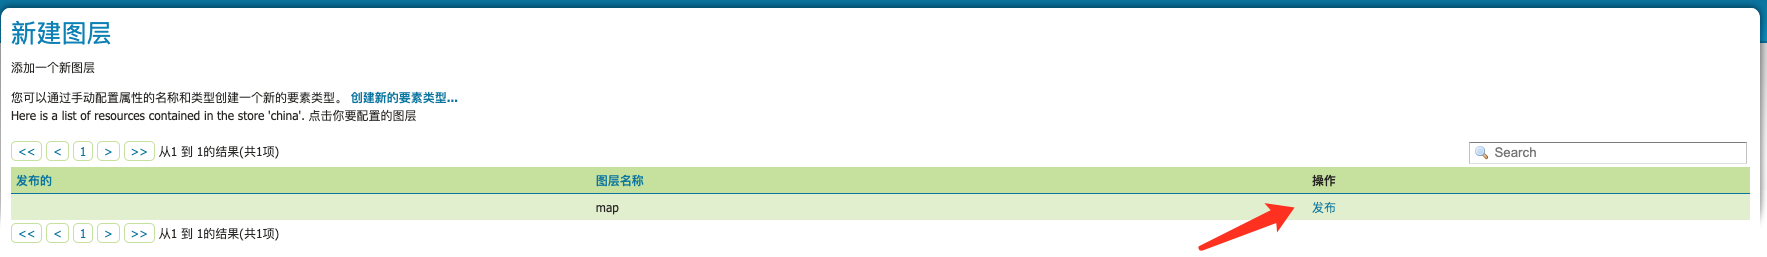 新建图层
添加一个新图层
您可以通过手动配置属性的名称和类型创建一个新的要素类型。 创建新的要素类型...
Here is a list of resources contained in the store 'china'. 点击你要配置的图层
<< < 1 > >> 从1 到 1的结果(共1项) Search
发布的 图层名称 操作
map 发布
<< < 1 > >> 从1 到 1的结果(共1项)